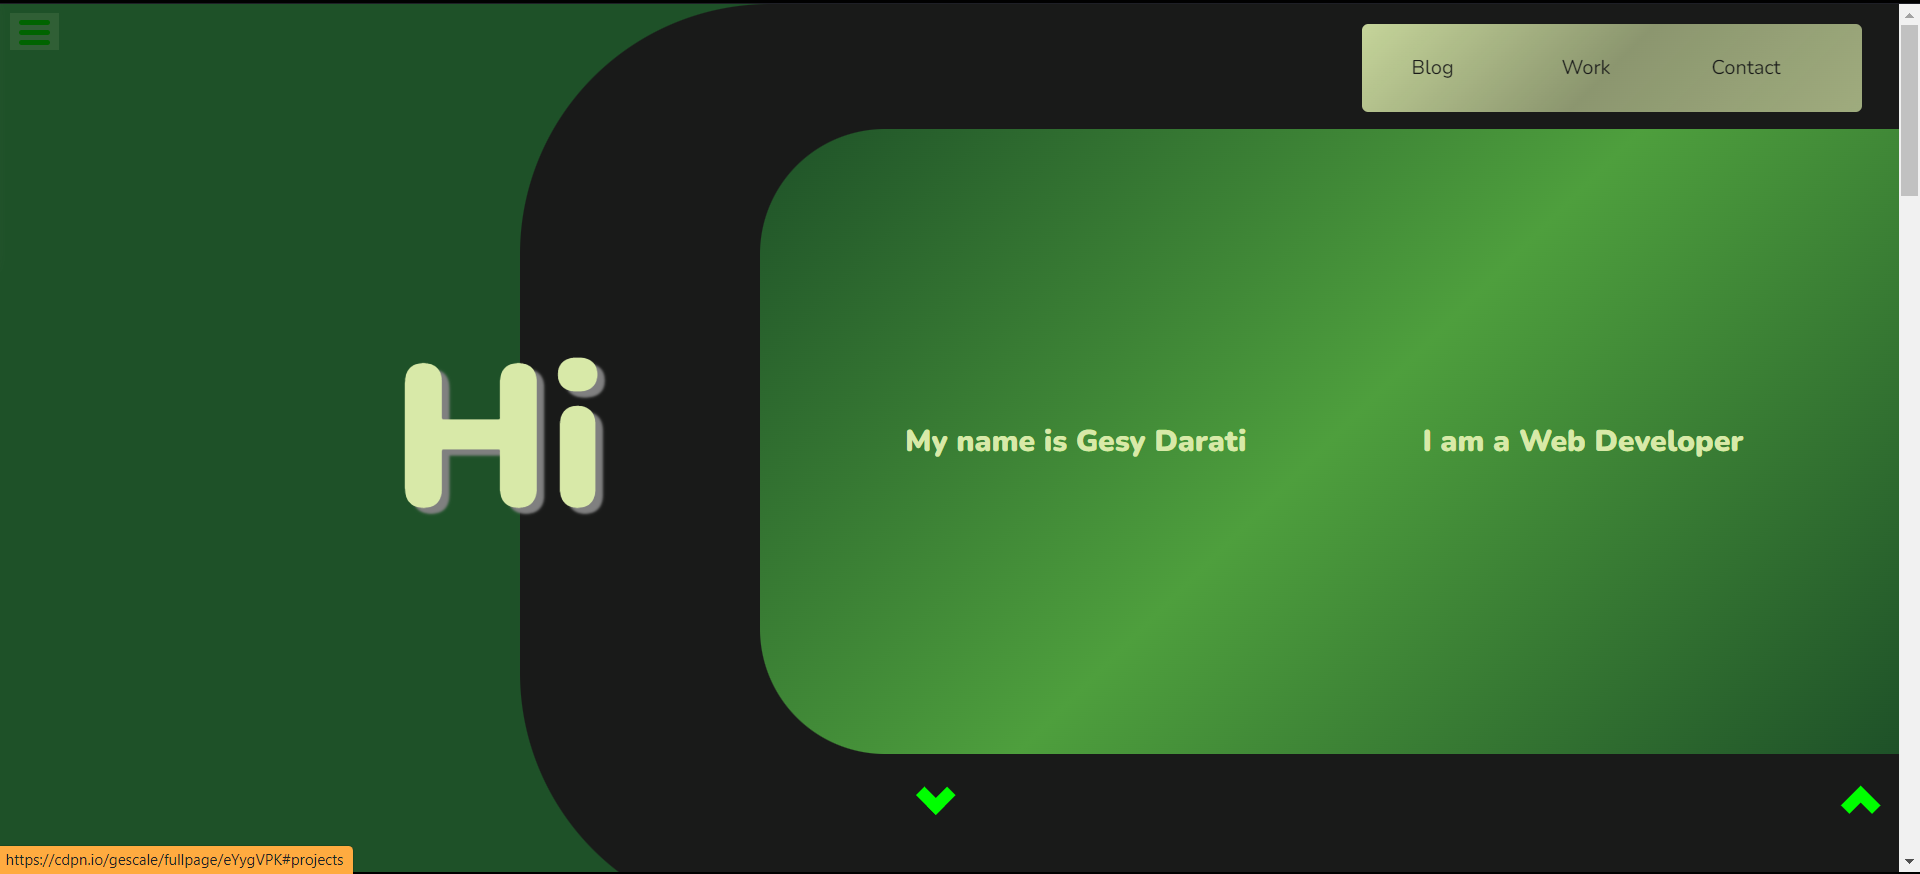 Blog Work Contact
Hi
My name is Gesy Darati I am a Web Developer
https://cdpn.io/gescale/fullpage/eYygVPK#projects